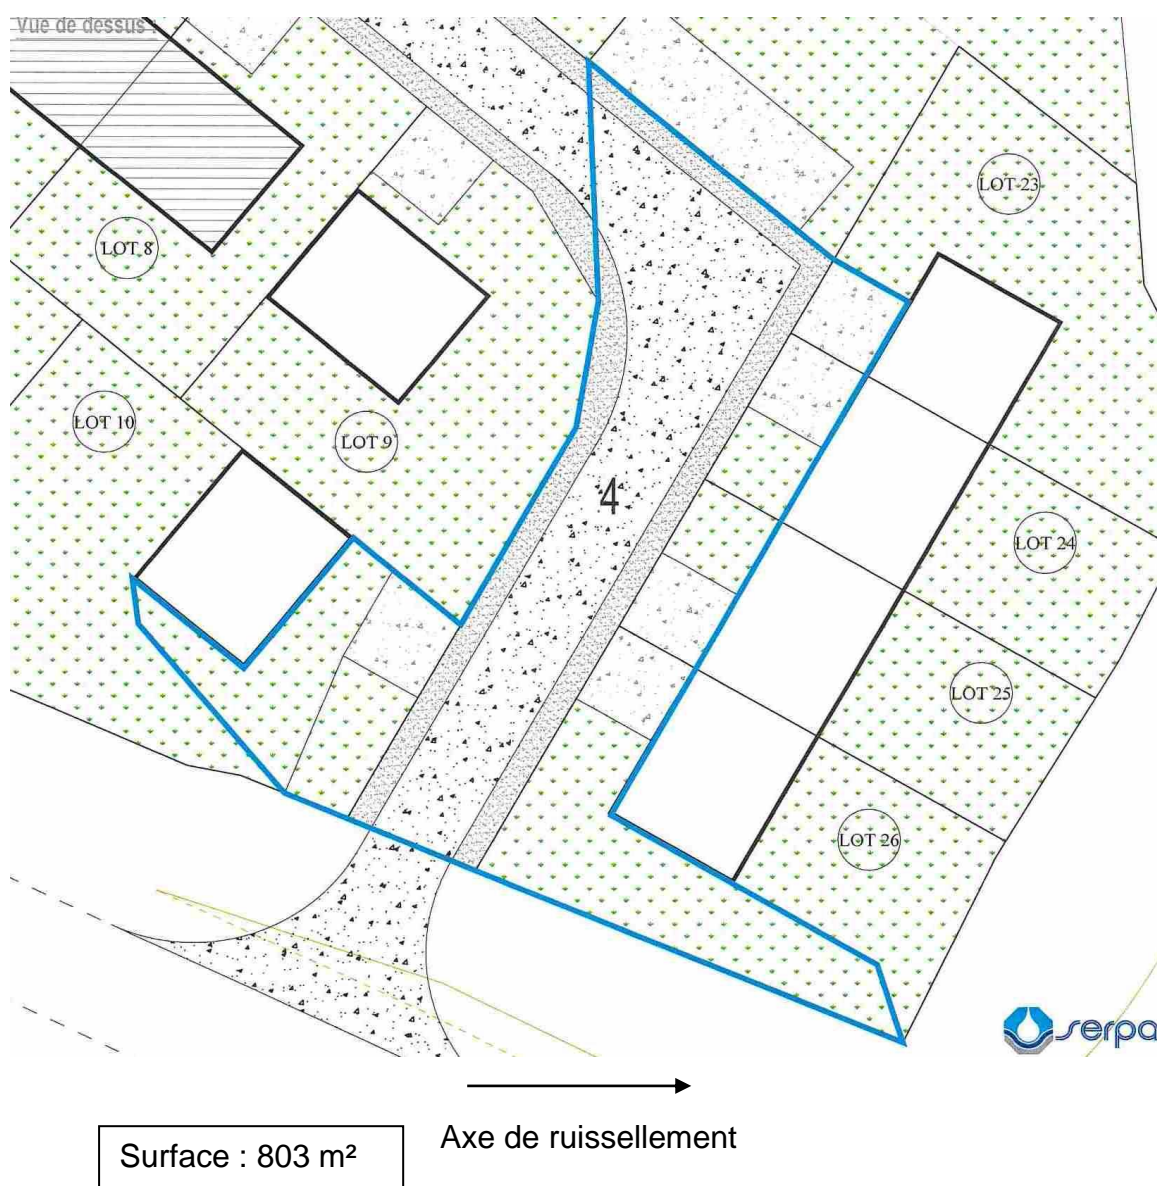 Vue de dessus :
LOT 23
LOT 8
LOT 10
LOT 9
4
LOT 24
LOT 25
LOT 26
serpa
Axe de ruissellement
Surface : 803 m²